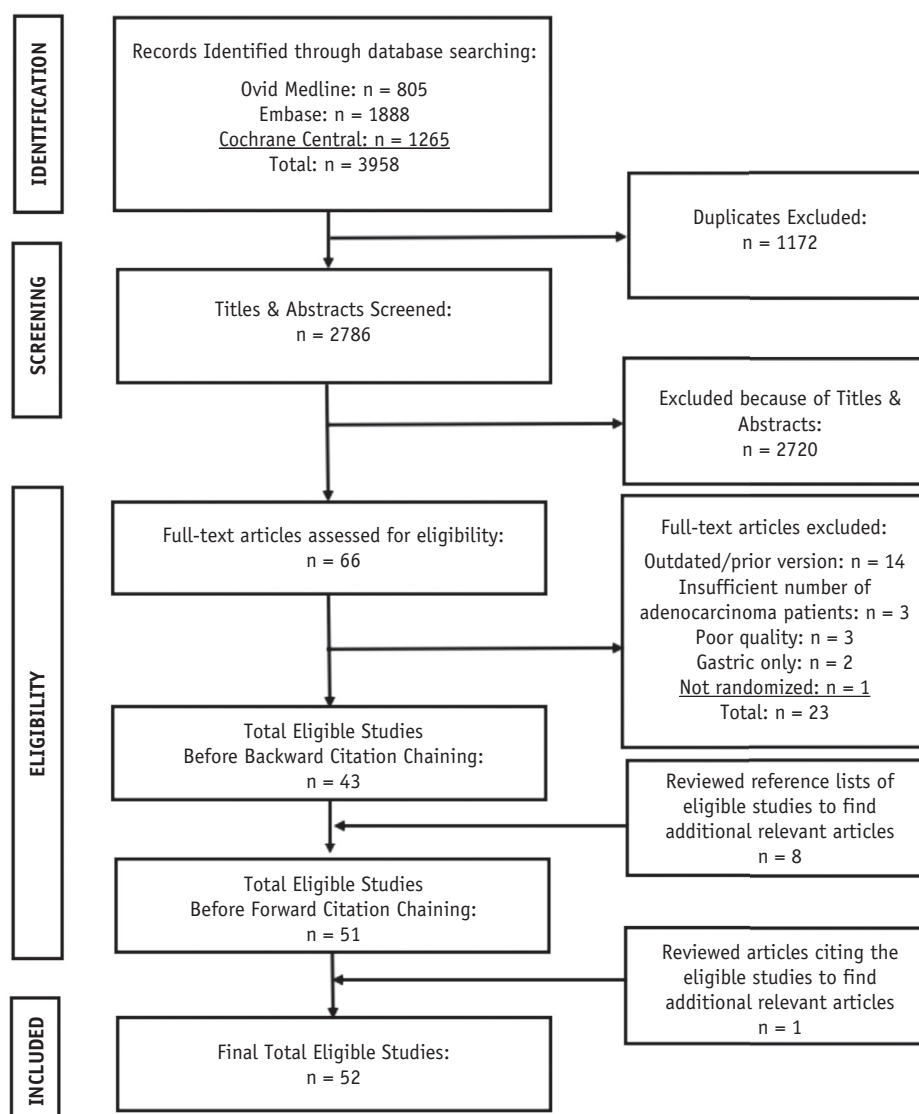 IDENTIFICATION
Records Identified through database searching:
Ovid Medline: n = 805
Embase: n = 1888
Cochrane Central: n = 1265
Total: n = 3958
Duplicates Excluded:
n = 1172
SCREENING
Titles & Abstracts Screened:
n = 2786
Excluded because of Titles &
Abstracts:
n = 2720
ELIGIBILITY
Full-text articles assessed for eligibility:
n = 66
Full-text articles excluded:
Outdated/prior version: n = 14
Insufficient number of
adenocarcinoma patients: n = 3
Poor quality: n = 3
Gastric only: n = 2
Not randomized: n = 1
Total: n = 23
Total Eligible Studies
Before Backward Citation Chaining:
n = 43
Reviewed reference lists of
eligible studies to find
additional relevant articles
n = 8
Total Eligible Studies
Before Forward Citation Chaining:
n = 51
Reviewed articles citing the
eligible studies to find
additional relevant articles
n = 1
INCLUDED
Final Total Eligible Studies:
n = 52